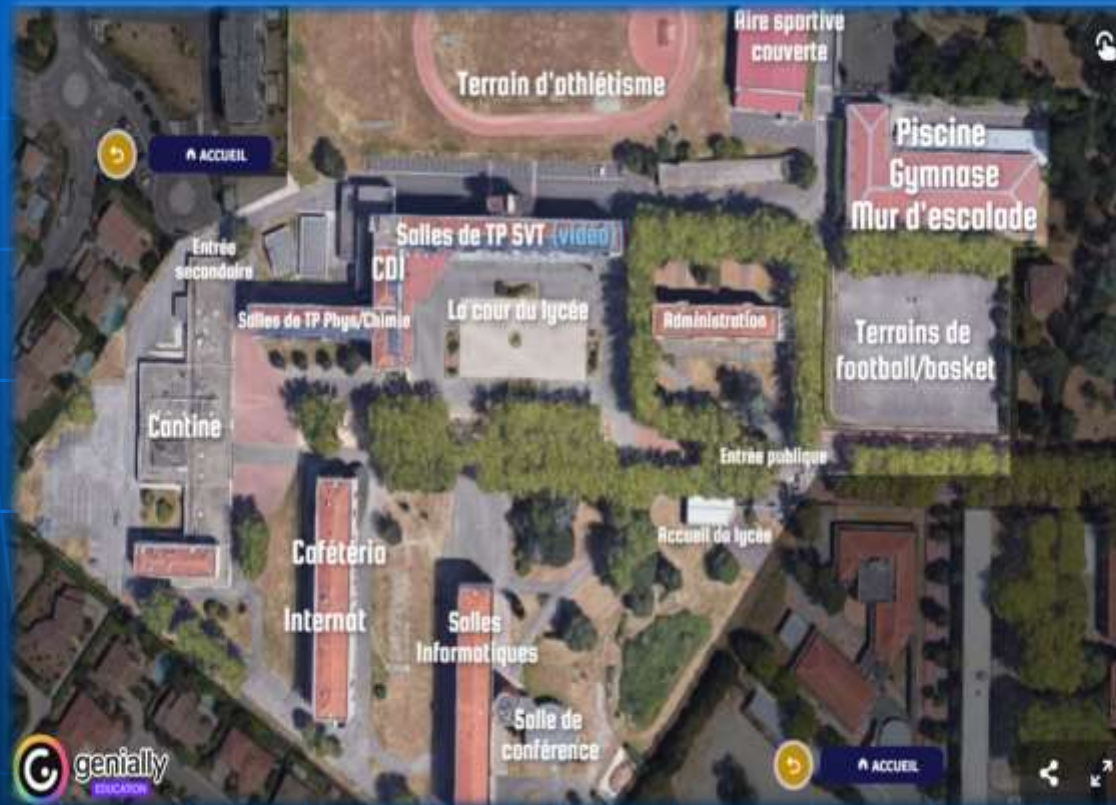 Aire sportive
couverte
Terrain d'athlétisme
ACCUEIL
Piscine
Gymnase
Mur d'escalade
Entrée
secondaire
Salles de TP SVT (vidéo)
CDI
Salles de TP Phys/Chimie
La cour du lycée
Administration
Terrains de
football/basket
Cantine
Entrée publique
Accueil du lycée
Cafétéria
Internat
Salles
Informatiques
Salle de
conférence
genially
EDUCATION
ACCUEIL